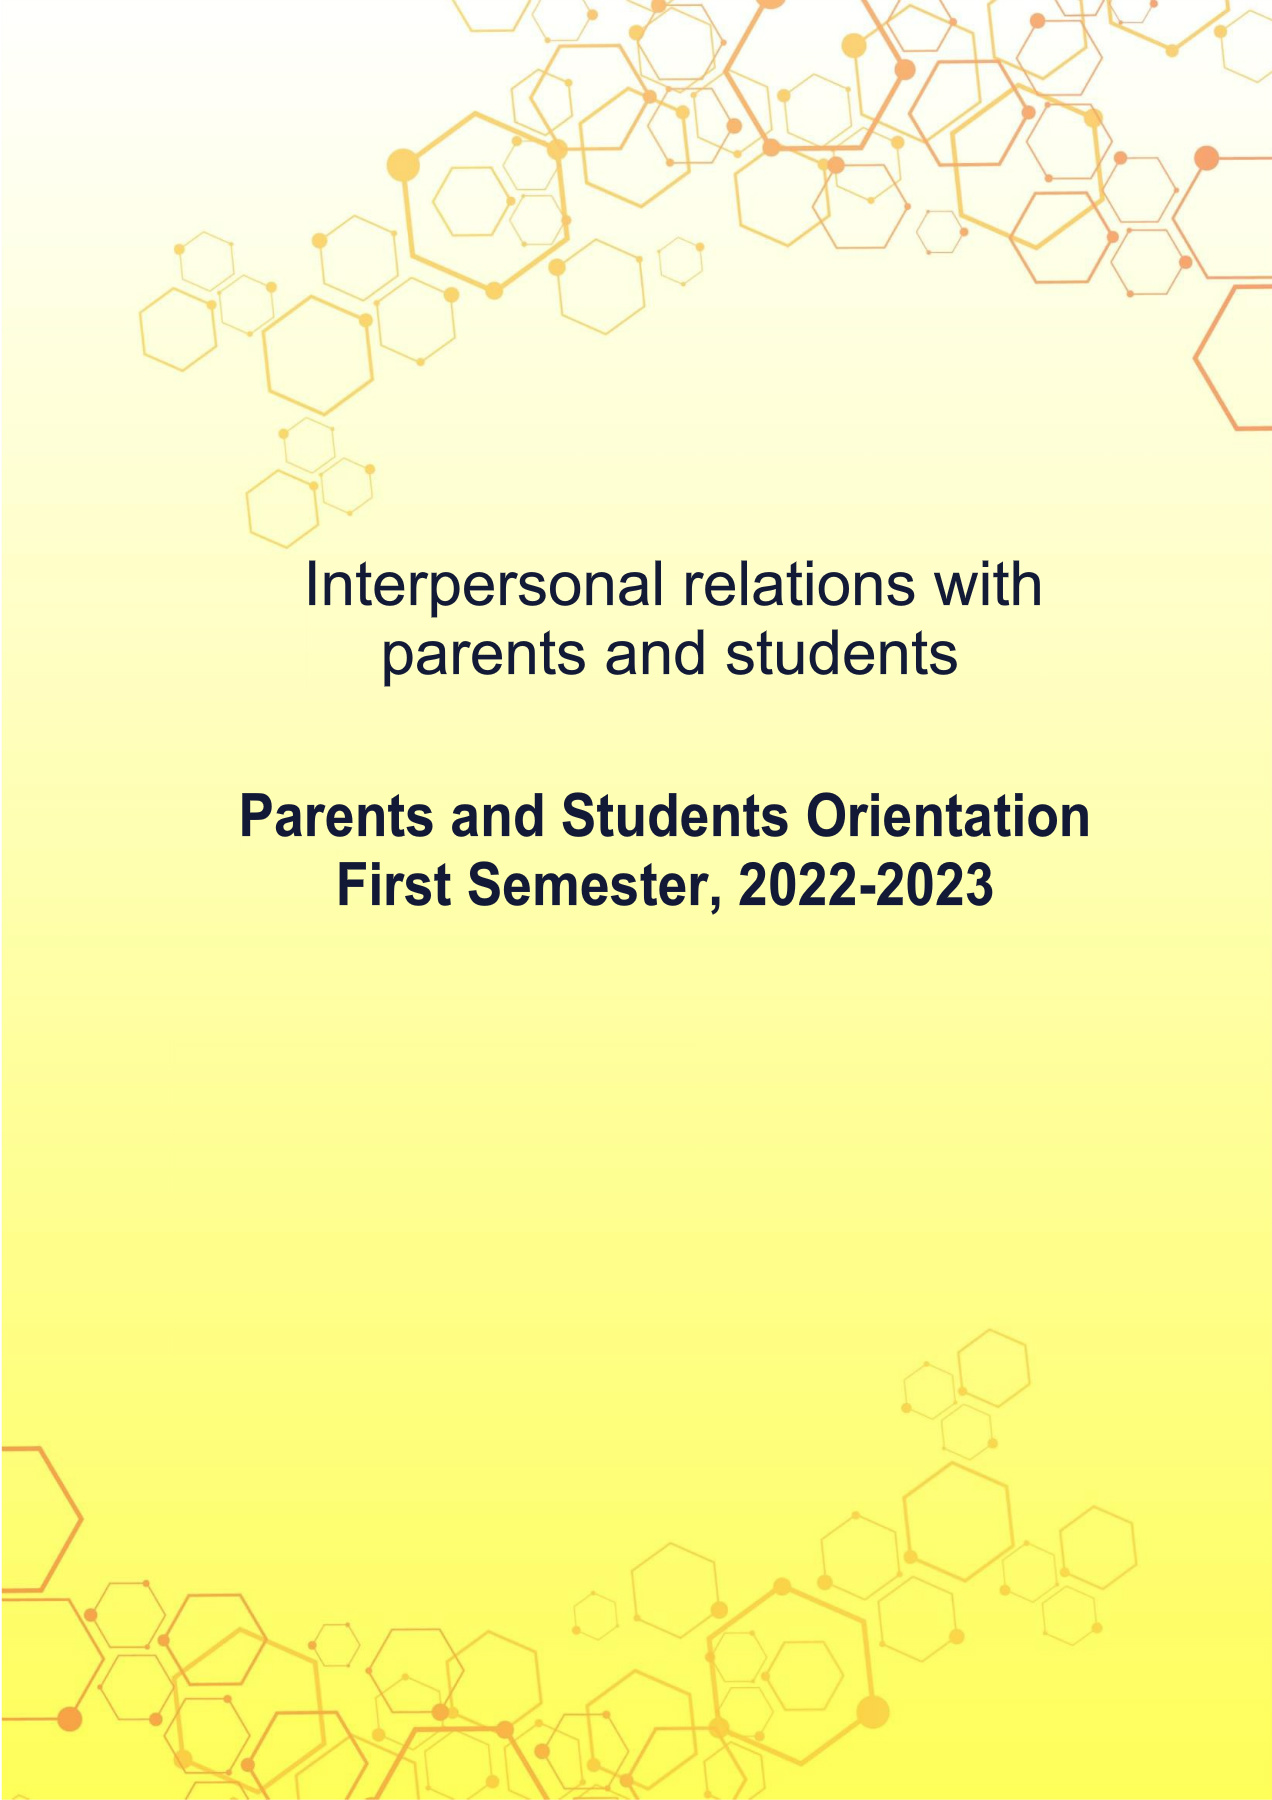 Interpersonal relations with
parents and students
Parents and Students Orientation
First Semester, 2022-2023